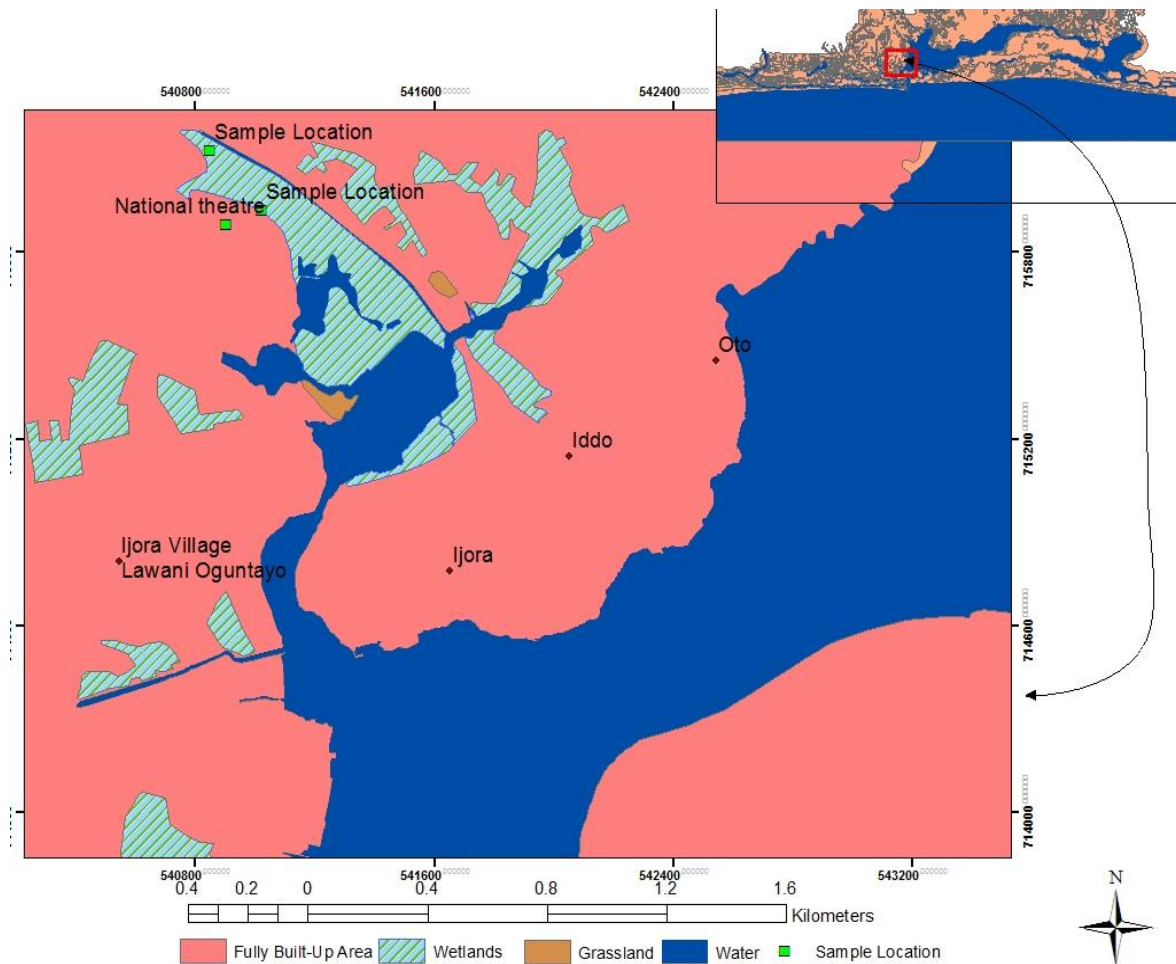 540800
541600
542400
Sample Location
Sample Location
National theatre
715800
Oto
Iddo
715200
Ijora Village
Lawani Oguntayo
Ijora
714600
714000
540800
541600
542400
543200
0.4 0.2 0 0.4 0.8 1.2 1.6
Kilometers
N
Fully Built-Up Area Wetlands Grassland Water Sample Location